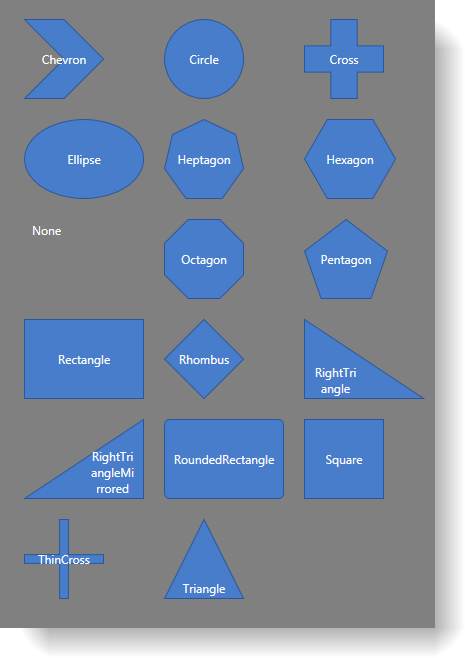 Chevron
Circle
Cross
Ellipse
Heptagon
Hexagon
None
Octagon
Pentagon
Rectangle
Rhombus
RightTri
angle
RightTri
angleMi
rrored
RoundedRectangle
Square
ThinCross
Triangle